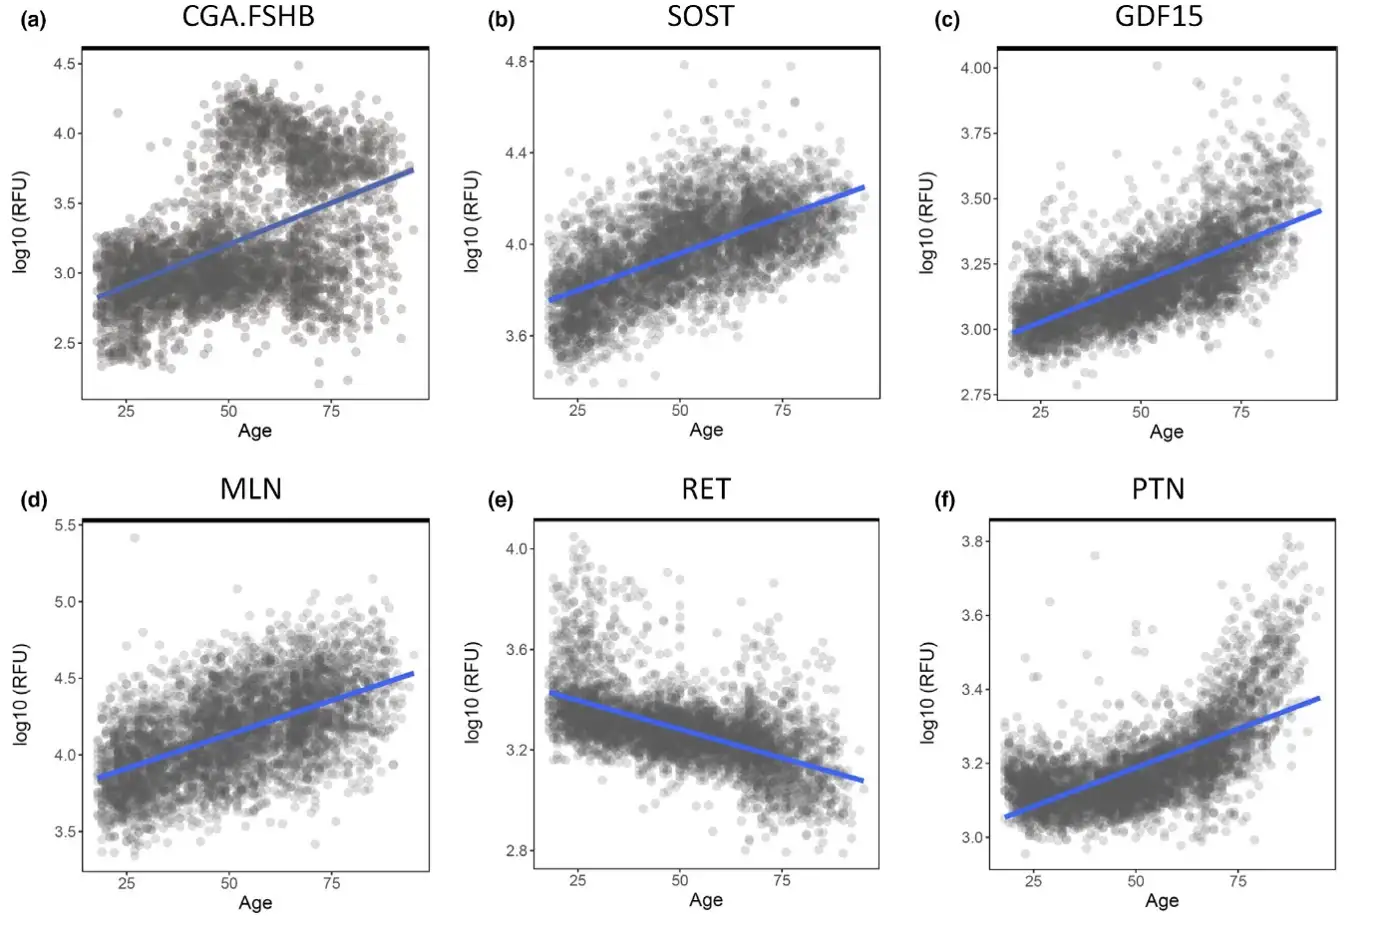 (a) CGA.FSHB
4.5
4.0
3.5
3.0
2.5
log10 (RFU)
25 50 75
Age
(b) SOST
4.8
4.4
4.0
3.6
log10 (RFU)
25 50 75
Age
(c) GDF15
4.00
3.75
3.50
3.25
3.00
2.75
log10 (RFU)
25 50 75
Age
(d) MLN
5.5
5.0
4.5
4.0
3.5
log10 (RFU)
25 50 75
Age
(e) RET
4.0
3.6
3.2
2.8
log10 (RFU)
25 50 75
Age
(f) PTN
3.8
3.6
3.4
3.2
3.0
log10 (RFU)
25 50 75
Age